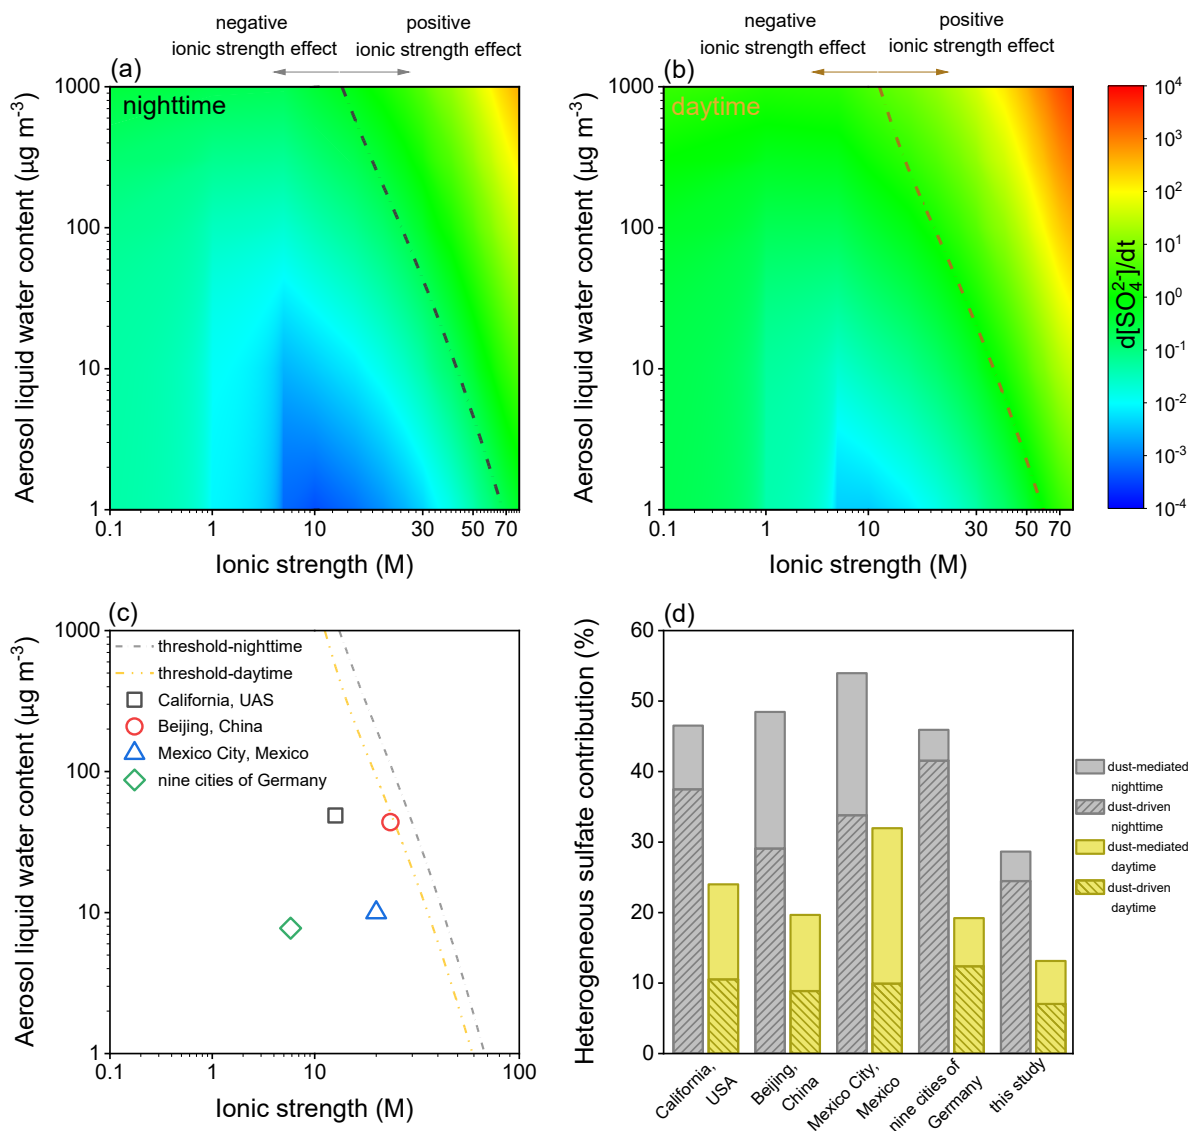 negative
ionic strength effect
positive
ionic strength effect
(a)
nighttime
1000
100
10
1
Aerosol liquid water content (μg m⁻³)
0.1
1
10
30
50
70
Ionic strength (M)
negative
ionic strength effect
positive
ionic strength effect
(b)
daytime
1000
100
10
1
Aerosol liquid water content (μg m⁻³)
0.1
1
10
30
50
70
Ionic strength (M)
d[SO₄²⁻]/dt
10⁴
10³
10²
10¹
10⁰
10⁻¹
10⁻²
10⁻³
10⁻⁴
(c)
threshold-nighttime
threshold-daytime
California, UAS
Beijing, China
Mexico City, Mexico
nine cities of Germany
1000
100
10
1
Aerosol liquid water content (μg m⁻³)
0.1
1
10
100
Ionic strength (M)
(d)
60
50
40
30
20
10
0
Heterogeneous sulfate contribution (%)
California,
USA
Beijing,
China
Mexico City,
Mexico
nine cities of
Germany
this study
dust-mediated
nighttime
dust-driven
nighttime
dust-mediated
daytime
dust-driven
daytime